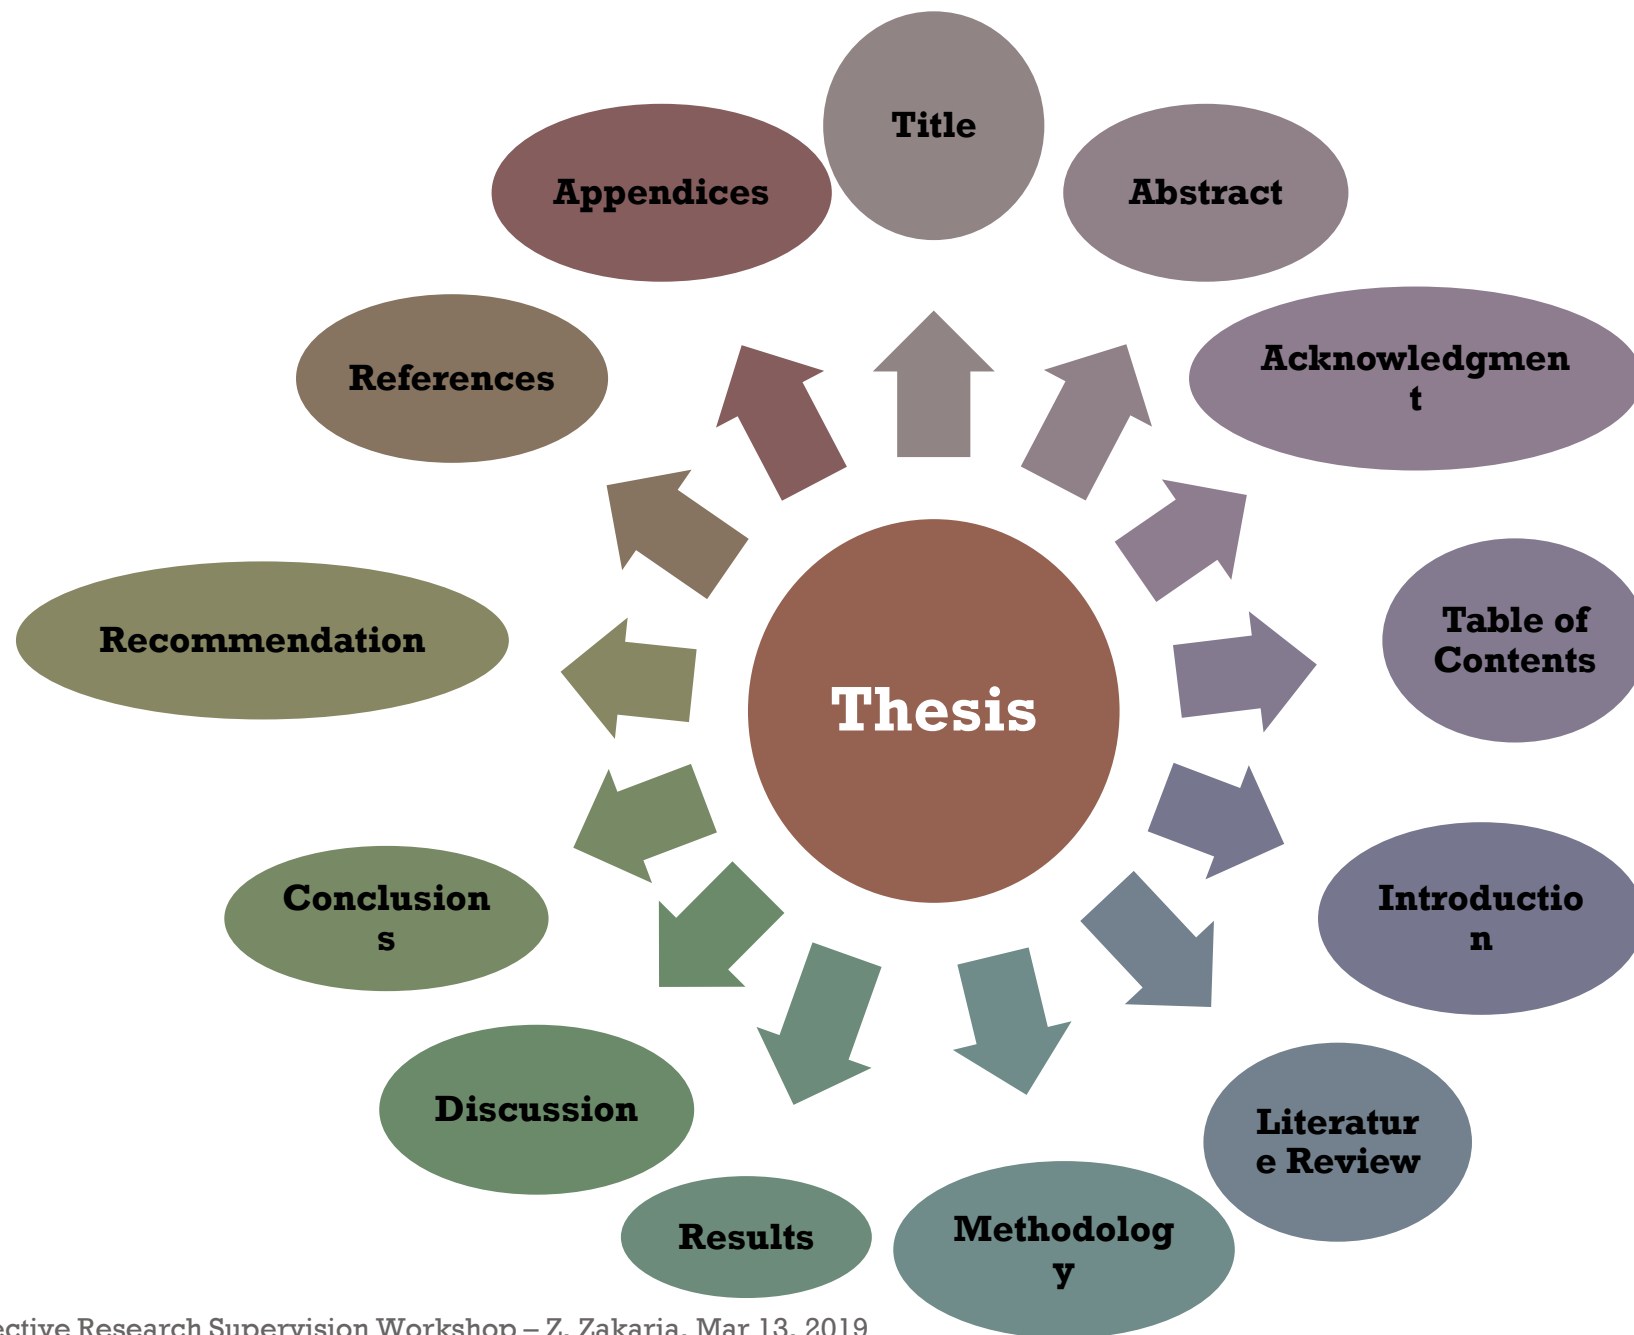 Title
Abstract
Acknowledgmen
t
Table of
Contents
Introductio
n
Literatur
e Review
Methodolog
y
Results
Discussion
Conclusion
s
Recommendation
References
Appendices
Thesis
Research Supervision Workshop – Z. Zakaria, Mar 13, 2019